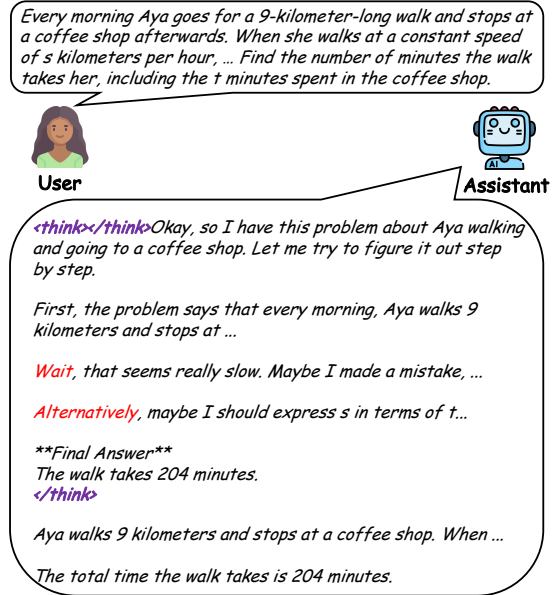 Every morning Aya goes for a 9-kilometer-long walk and stops at
a coffee shop afterwards. When she walks at a constant speed
of s kilometers per hour, … Find the number of minutes the walk
takes her, including the t minutes spent in the coffee shop.
User
AI
Assistant
<think></think>Okay, so I have this problem about Aya walking
and going to a coffee shop. Let me try to figure it out step
by step.
First, the problem says that every morning, Aya walks 9
kilometers and stops at ...
Wait, that seems really slow. Maybe I made a mistake, ...
Alternatively, maybe I should express s in terms of t...
**Final Answer**
The walk takes 204 minutes.
</think>
Aya walks 9 kilometers and stops at a coffee shop. When ...
The total time the walk takes is 204 minutes.